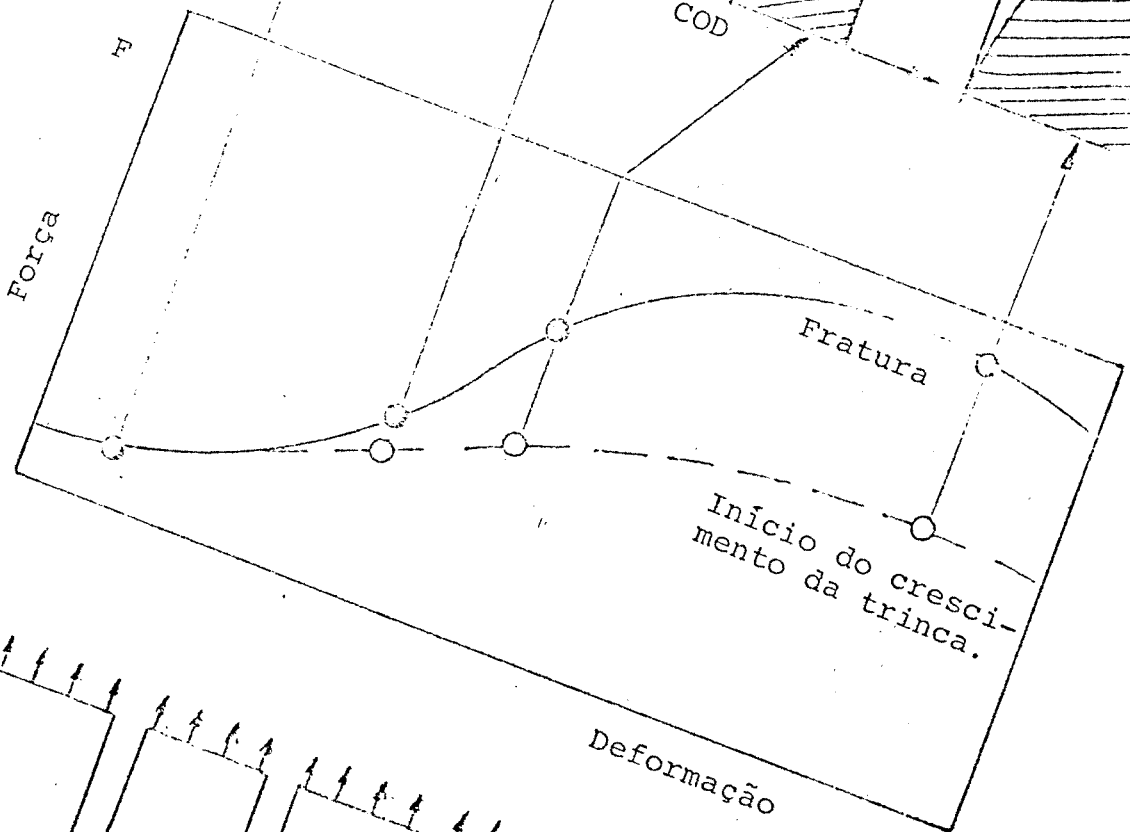 COD
F
Força
Fratura
Início do cresci-
mento da trinca.
Deformação